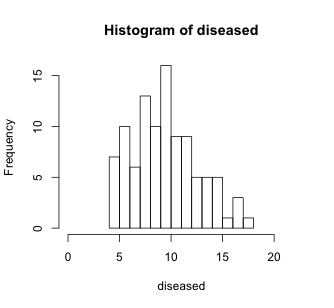 Histogram of diseased
Frequency
15
10
5
0
0 5 10 15 20
diseased